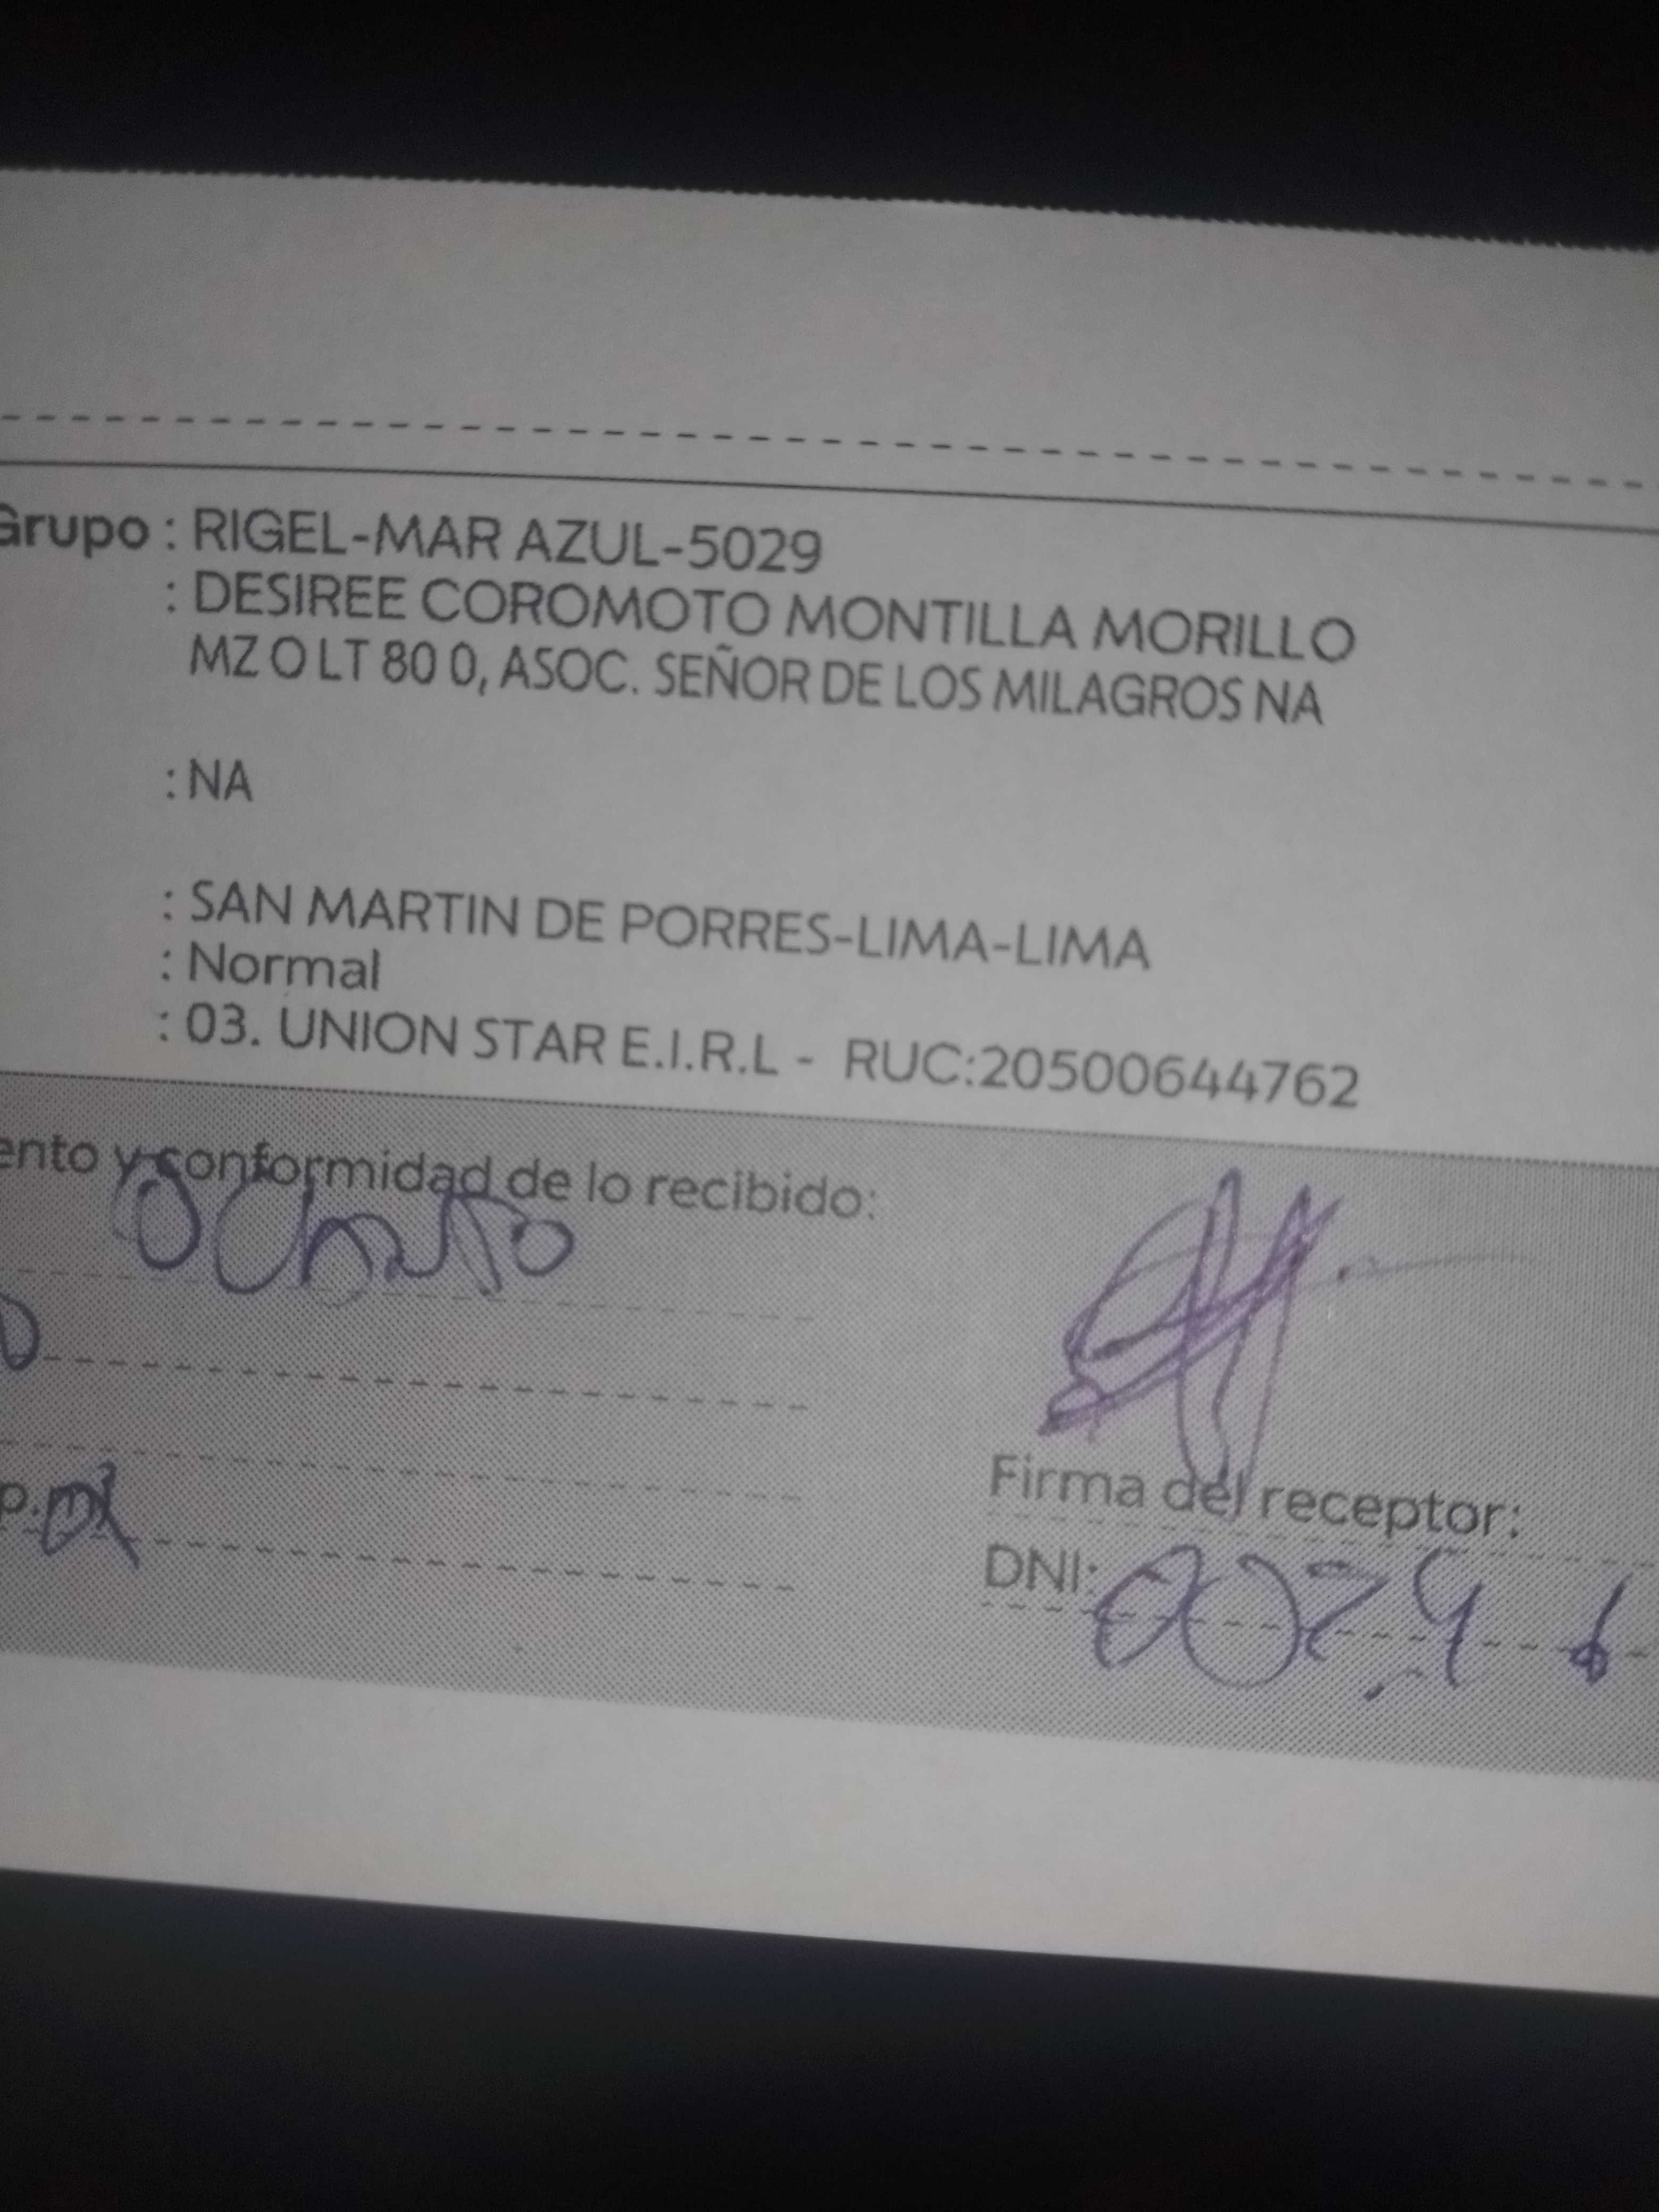 Grupo : RIGEL-MAR AZUL-5029
: DESIREE COROMOTO MONTILLA MORILLO
MZ O LT 80 0, ASOC. SEÑOR DE LOS MILAGROS NA
: NA
: SAN MARTIN DE PORRES-LIMA-LIMA
: Normal
: 03. UNION STAR E.I.R.L - RUC:20500644762
ento y conformidad de lo recibido:
Firma del receptor:
DNI: